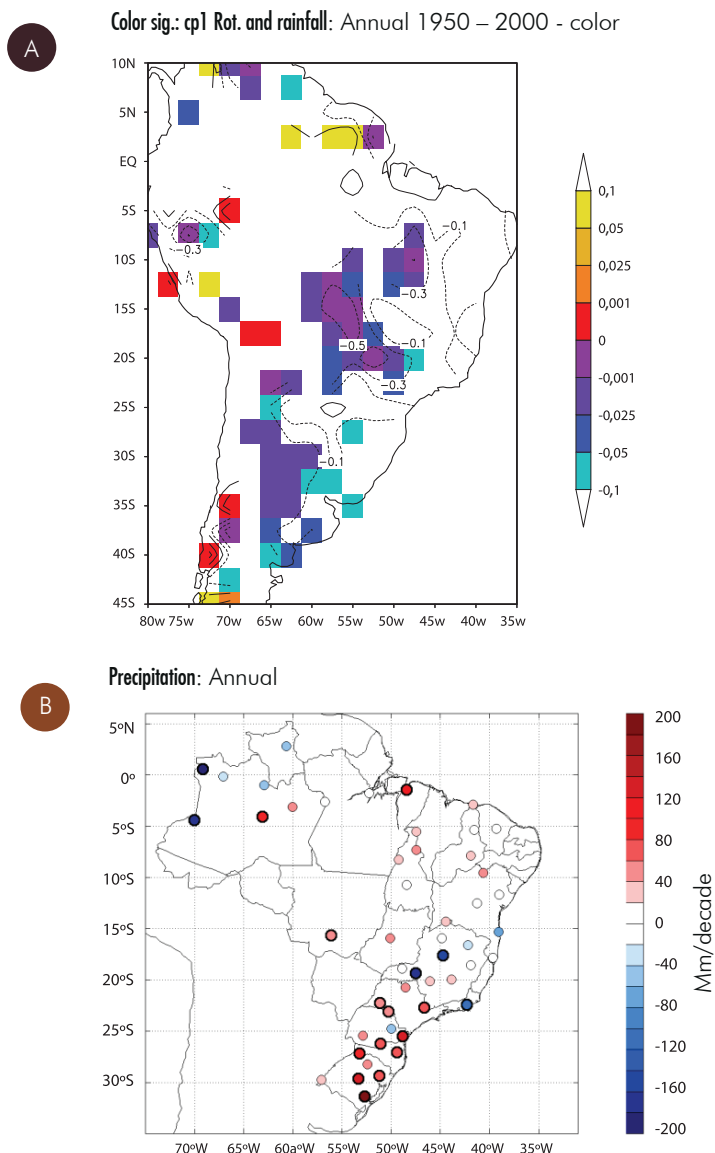 A
Color sig.: cp1 Rot. and rainfall: Annual 1950 – 2000 - color
10N
5N
EQ
5S
10S
15S
20S
25S
30S
35S
40S
45S
80w 75w 70w 65w 60w 55w 50w 45w 40w 35w
−0.3
−0.1
−0.3
−0.5
−0.1
−0.3
−0.1
0,1
0,05
0,025
0,001
0
-0,001
-0,025
-0,05
-0,1
B
Precipitation: Annual
5ºN
0º
5ºS
10ºS
15ºS
20ºS
25ºS
30ºS
70ºW 65ºW 60aºW 55ºW 50ºW 45ºW 40ºW 35ºW
200
160
120
80
40
0
-40
-80
-120
-160
-200
Mm/decade